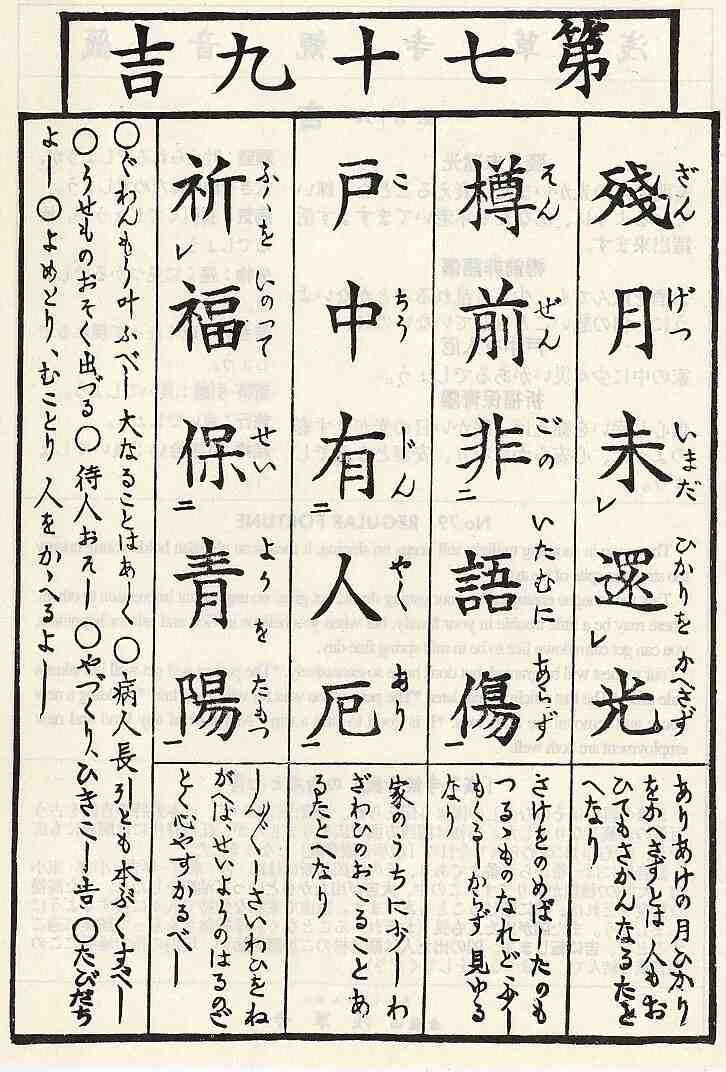 第七十九吉
殘月未レ還レ光
ざん げつ いまだ ひかりを かへさず
樽前非二語傷一
そん ぜん ごの いたむに あらず
戸中有二人厄一
こ ちう じん やく あり
祈レ福保二青陽一
ふくを いのって せい ようを たもつ
ありあけの月ひかり
をかへさずとは人もお
ひてもさかんなるたと
へなり
さけをのめばたのも
つるゝものなれど、少し
もくるしからず見ゆる
なり
家のうちに少しわ
ざわひのおこることあ
るたとへなり
しんじんしさいわひをね
がへばせいようのはるのご
とく心やすかるべし
○ぐわんもう叶ふべし 大なることはあし ○病人長引とも本ぶくすべし
○うせものおそく出づる ○待人おそし ○やづくり、ひきこし吉 ○たびだち
よし ○よめとり、むことり 人をかゝへるよし